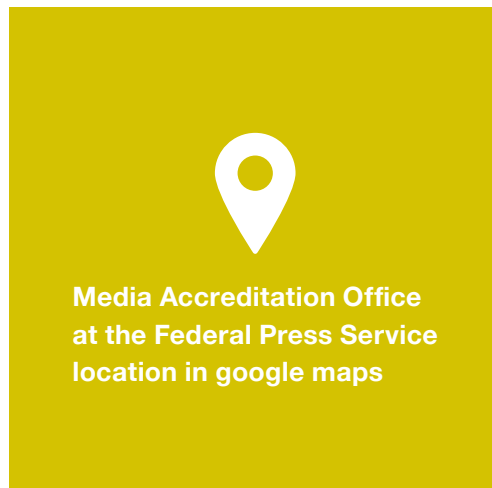 Media Accreditation Office
at the Federal Press Service
location in google maps